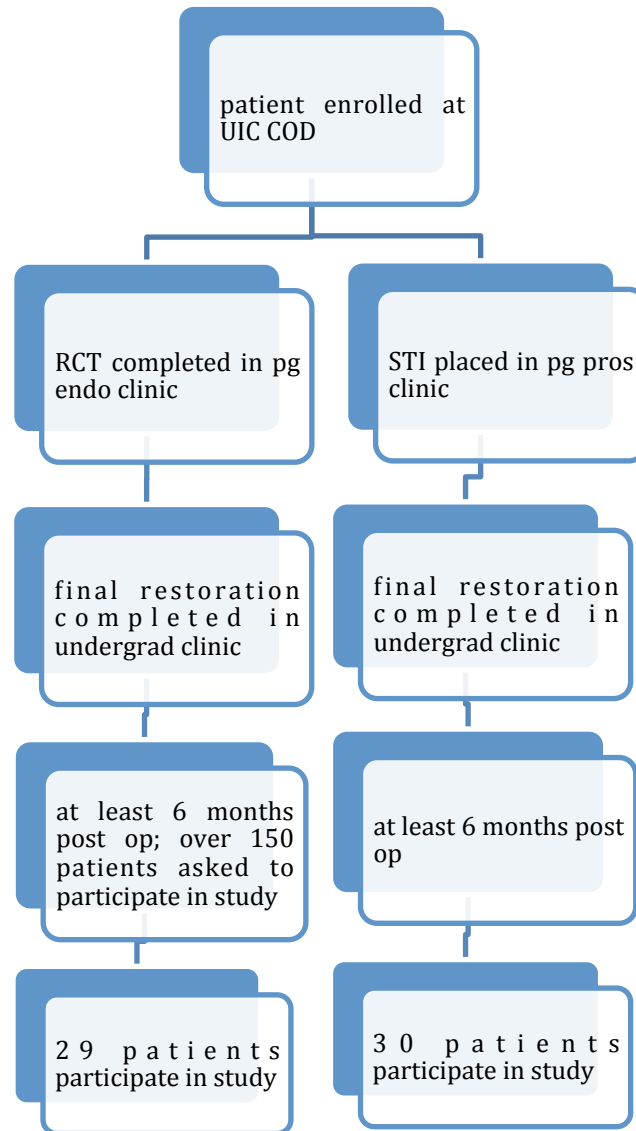 patient enrolled at
UIC COD
RCT completed in pg
endo clinic
STI placed in pg pros
clinic
final restoration
completed in
undergrad clinic
final restoration
completed in
undergrad clinic
at least 6 months
post op; over 150
patients asked to
participate in study
at least 6 months post
op
29 patients
participate in study
30 patients
participate in study